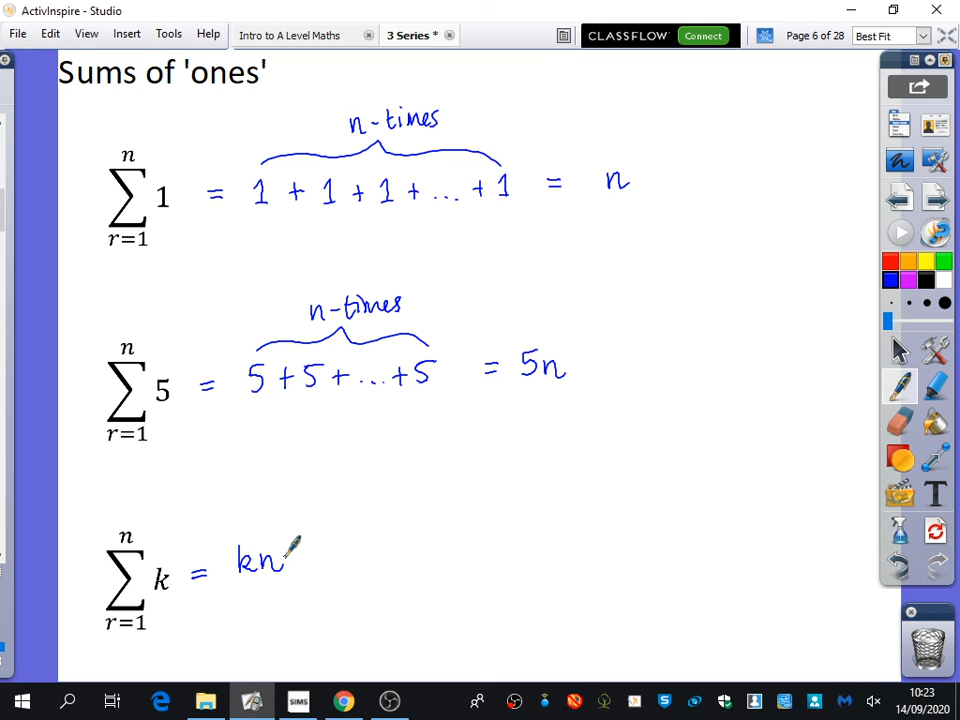 ActivInspire - Studio
File Edit View Insert Tools Help
Intro to A Level Maths
3 Series *
CLASSFLOW Connect
Page 6 of 28
Best Fit
Sums of 'ones'
n-times
n
∑ 1 = 1 + 1 + 1 + ... + 1 = n
r=1
n-times
n
∑ 5 = 5 + 5 + ... + 5 = 5n
r=1
n
∑ k = kn
r=1
SIMS
10:23
14/09/2020